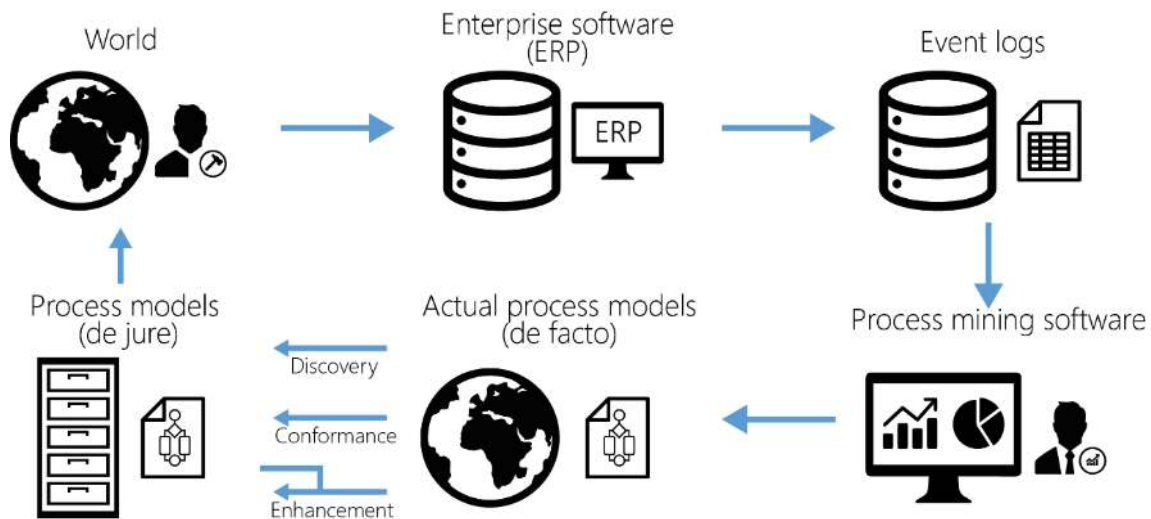 World
Enterprise software
(ERP)
ERP
Event logs
Process models
(de jure)
Discovery
Conformance
Enhancement
Actual process models
(de facto)
Process mining software